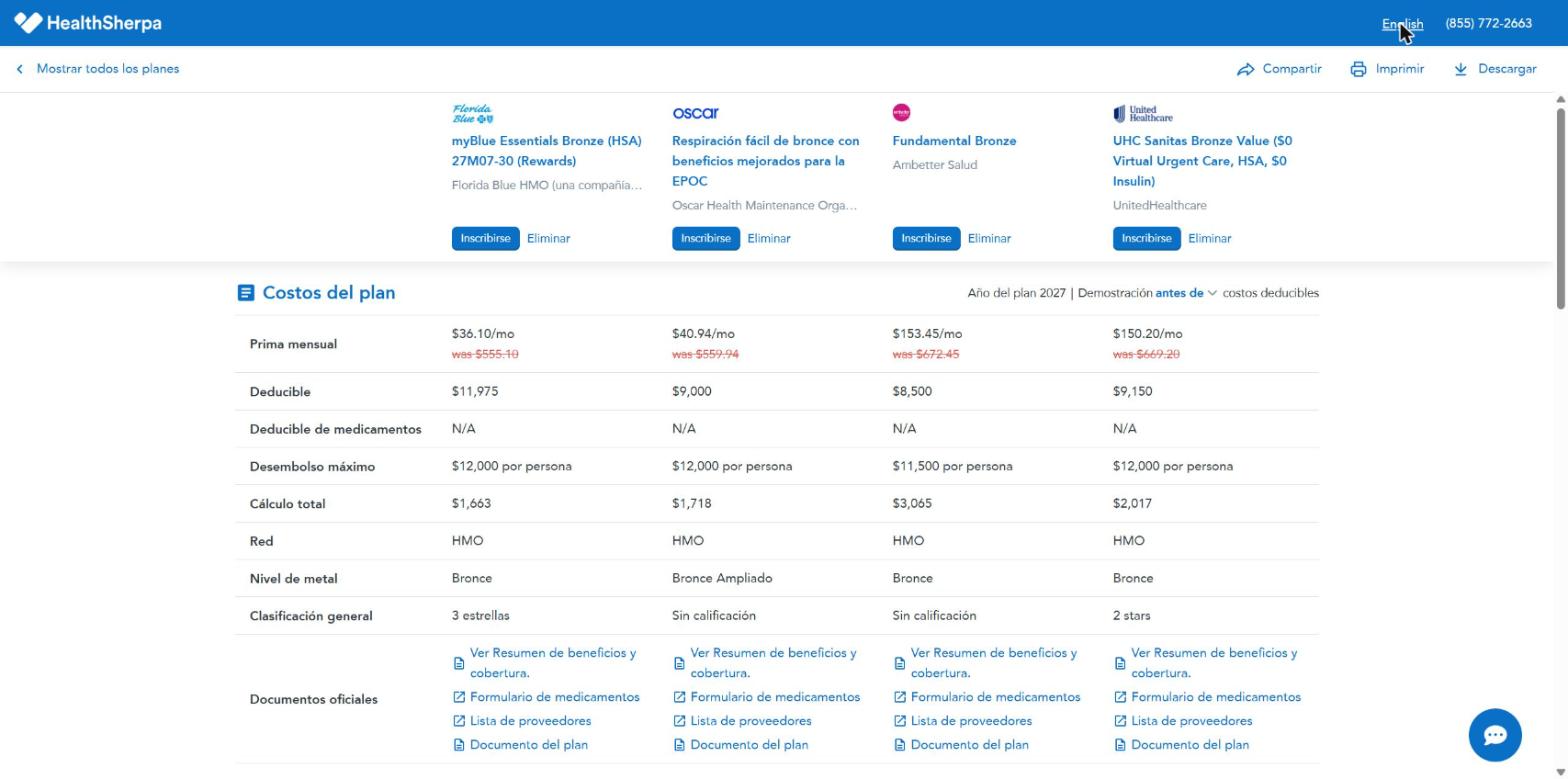 HealthSherpa
English
(855) 772-2663
Mostrar todos los planes
Compartir
Imprimir
Descargar
Florida Blue
myBlue Essentials Bronze (HSA)
27M07-30 (Rewards)
Florida Blue HMO (una compañía...
Inscribirse Eliminar
oscar
Respiración fácil de bronce con
beneficios mejorados para la
EPOC
Oscar Health Maintenance Orga...
Inscribirse Eliminar
Fundamental Bronze
Ambetter Salud
Inscribirse Eliminar
United Healthcare
UHC Sanitas Bronze Value ($0
Virtual Urgent Care, HSA, $0
Insulin)
UnitedHealthcare
Inscribirse Eliminar
Costos del plan
Año del plan 2027 | Demostración antes de costos deducibles
Prima mensual
$36.10/mo $40.94/mo $153.45/mo $150.20/mo
was $555.10 was $559.94 was $672.45 was $669.20
Deducible $11,975 $9,000 $8,500 $9,150
Deducible de medicamentos N/A N/A N/A N/A
Desembolso máximo $12,000 por persona $12,000 por persona $11,500 por persona $12,000 por persona
Cálculo total $1,663 $1,718 $3,065 $2,017
Red HMO HMO HMO HMO
Nivel de metal Bronce Bronce Ampliado Bronce Bronce
Clasificación general 3 estrellas Sin calificación Sin calificación 2 stars
Documentos oficiales
Ver Resumen de beneficios y Ver Resumen de beneficios y Ver Resumen de beneficios y Ver Resumen de beneficios y
cobertura. cobertura. cobertura. cobertura.
Formulario de medicamentos Formulario de medicamentos Formulario de medicamentos Formulario de medicamentos
Lista de proveedores Lista de proveedores Lista de proveedores Lista de proveedores
Documento del plan Documento del plan Documento del plan Documento del plan